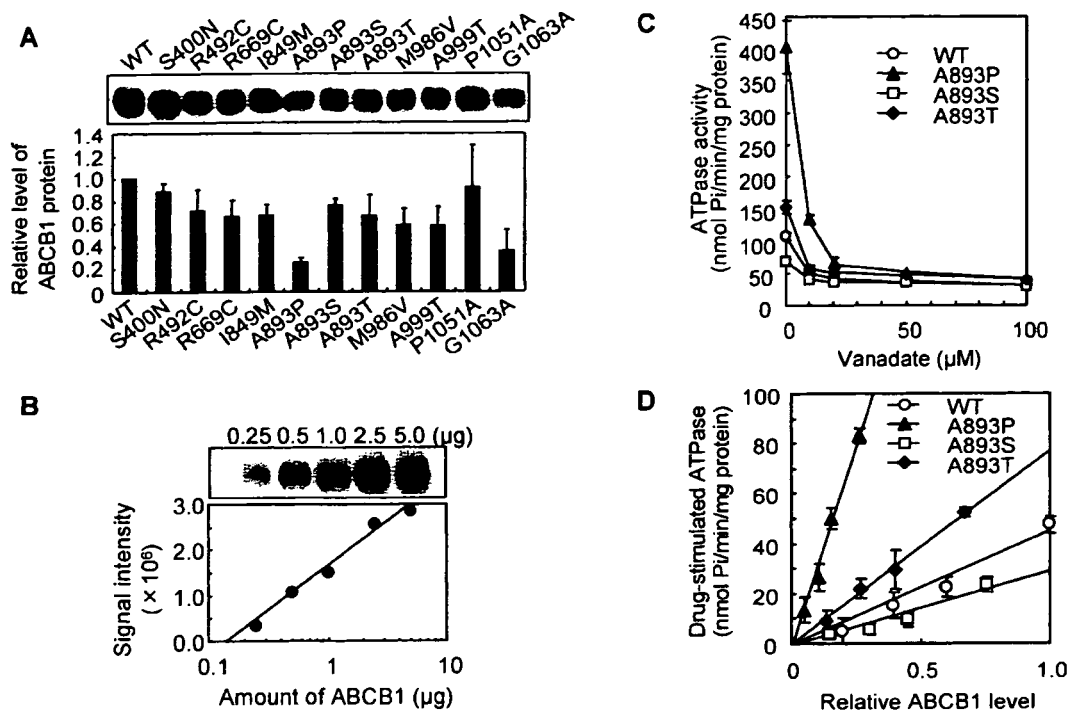 A
WT S400N R492C R669C I849M A893P A893S A893T M986V A999T P1051A G1063A
Relative level of
ABCB1 protein
1.4
1.2
1.0
0.8
0.6
0.4
0.2
0
WT S400N R492C R669C I849M A893P A893S A893T M986V A999T P1051A G1063A
B
0.25 0.5 1.0 2.5 5.0 (µg)
Signal intensity
(×10⁶)
3.0
2.0
1.0
0.0
0.1 1 10
Amount of ABCB1 (µg)
C
ATPase activity
(nmol Pi/min/mg protein)
450
400
350
300
250
200
150
100
50
0
WT
A893P
A893S
A893T
0 50 100
Vanadate (µM)
D
Drug-stimulated ATPase
(nmol Pi/min/mg protein)
100
80
60
40
20
0
WT
A893P
A893S
A893T
0 0.5 1.0
Relative ABCB1 level